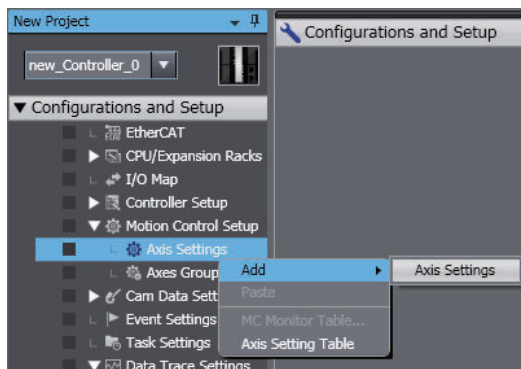 New Project
Configurations and Setup
new_Controller_0
Configurations and Setup
EtherCAT
CPU/Expansion Racks
I/O Map
Controller Setup
Motion Control Setup
Axis Settings
Axes Group
Add
Axis Settings
Cam Data Sett
Paste
Event Settings
MC Monitor Table...
Task Settings
Axis Setting Table
Data Trace Settings